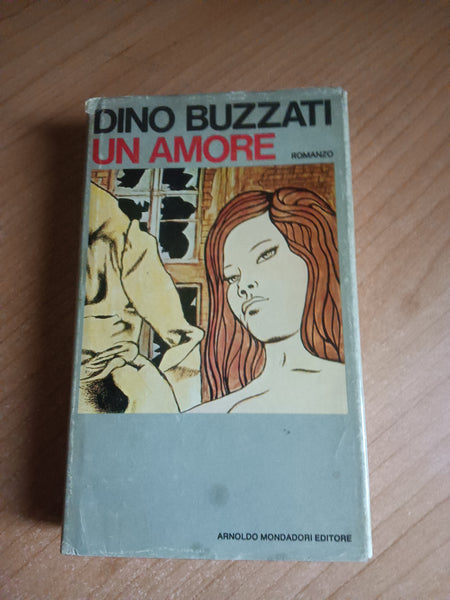 DINO BUZZATI
UN AMORE
ROMANZO
ARNOLDO MONDADORI EDITORE